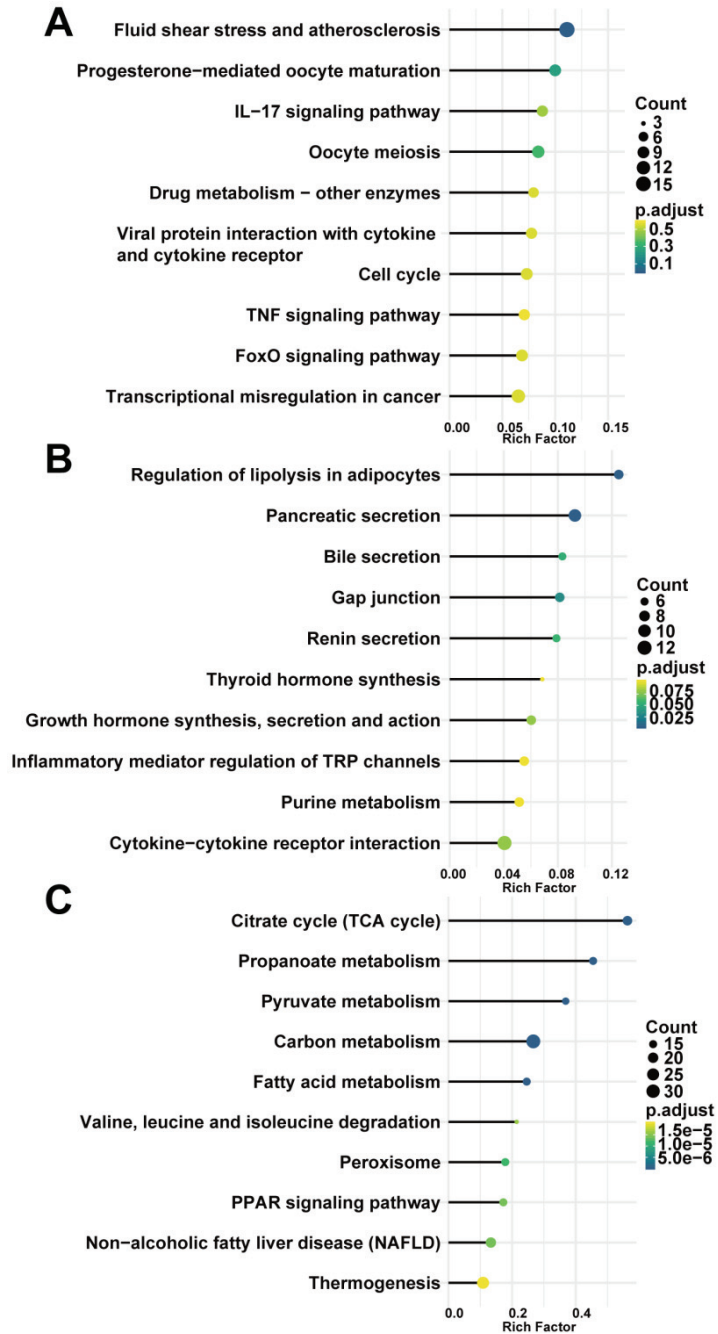 A
Fluid shear stress and atherosclerosis
Progesterone−mediated oocyte maturation
IL−17 signaling pathway
Oocyte meiosis
Drug metabolism − other enzymes
Viral protein interaction with cytokine
and cytokine receptor
Cell cycle
TNF signaling pathway
FoxO signaling pathway
Transcriptional misregulation in cancer
0.00 0.05 0.10 0.15
Rich Factor
Count
3
6
9
12
15
p.adjust
0.5
0.3
0.1
B
Regulation of lipolysis in adipocytes
Pancreatic secretion
Bile secretion
Gap junction
Renin secretion
Thyroid hormone synthesis
Growth hormone synthesis, secretion and action
Inflammatory mediator regulation of TRP channels
Purine metabolism
Cytokine−cytokine receptor interaction
0.00 0.04 0.08 0.12
Rich Factor
Count
6
8
10
12
p.adjust
0.075
0.050
0.025
C
Citrate cycle (TCA cycle)
Propanoate metabolism
Pyruvate metabolism
Carbon metabolism
Fatty acid metabolism
Valine, leucine and isoleucine degradation
Peroxisome
PPAR signaling pathway
Non−alcoholic fatty liver disease (NAFLD)
Thermogenesis
0.0 0.2 0.4
Rich Factor
Count
15
20
25
30
p.adjust
1.5e−5
1.0e−5
5.0e−6